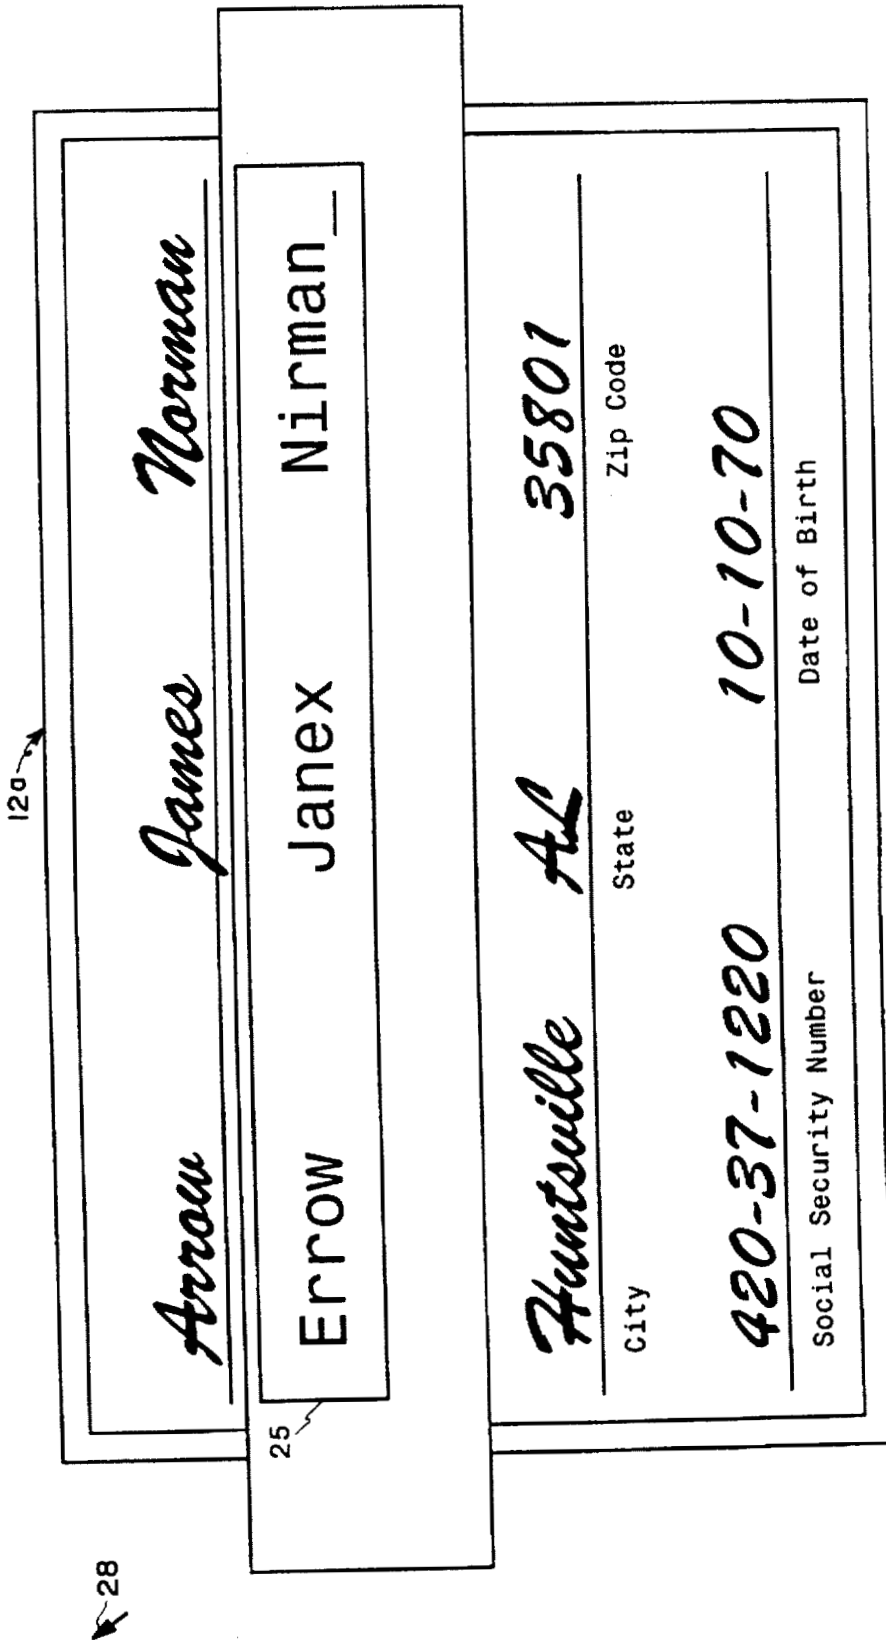 12a
28
Arrow James Norman
25
Errow Janex Nirman_
Huntsville AL 35801
City State Zip Code
420-37-1220 10-10-70
Social Security Number Date of Birth